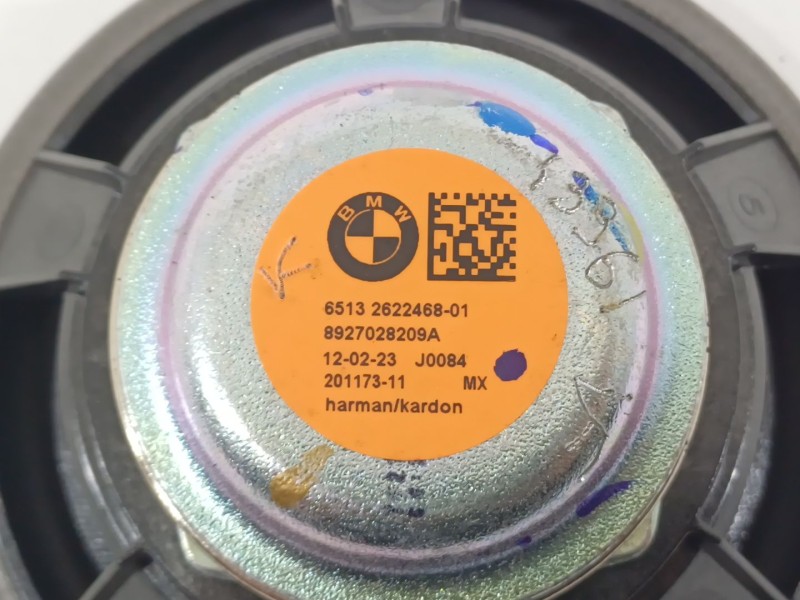 BMW
6513 2622468-01
8927028209A
12-02-23 J0084
201173-11 MX
harman/kardon
K